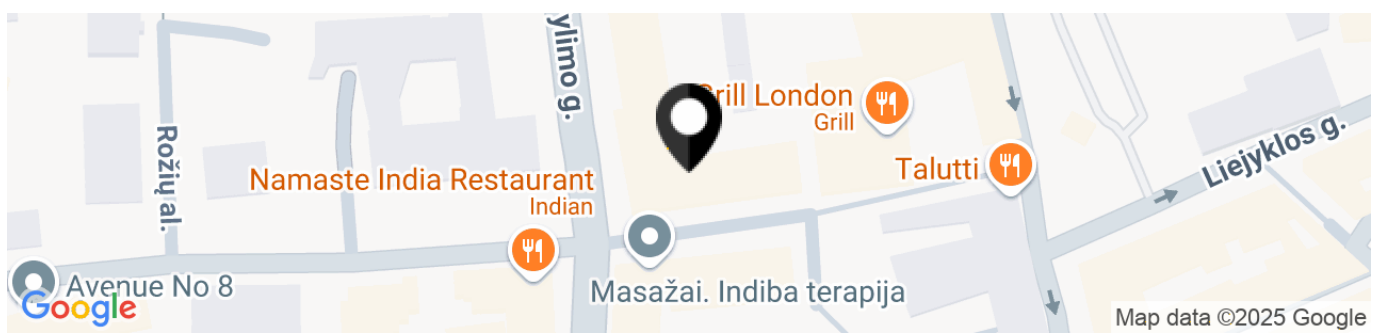 ylimo g.
Rožių al.
Namaste India Restaurant
Indian
Grill London
Grill
Talutti
Liejyklos g.
Masažai. Indiba terapija
Avenue No 8
Google
Map data ©2025 Google